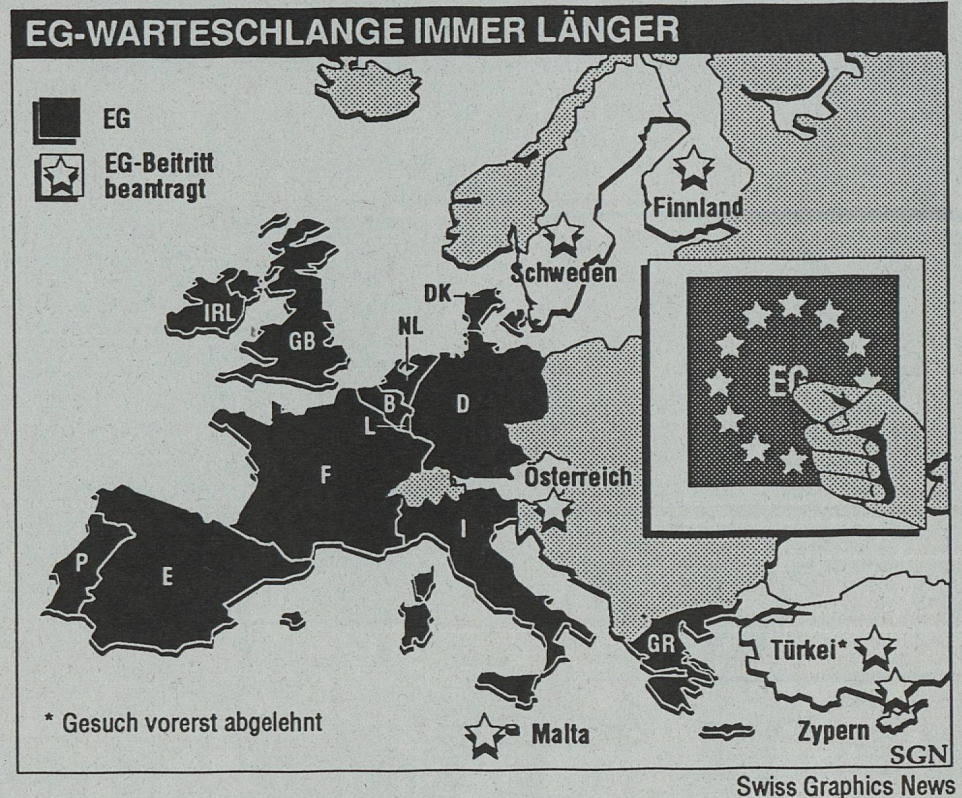 EG-WARTESCHLANGE IMMER LÄNGER
EG
EG-Beitritt
beantragt
Finnland
Schweden
DK
IRL
NL
GB
EG
B
D
L
F
Österreich
I
P
E
GR
Türkei*
* Gesuch vorerst abgelehnt
Malta
Zypern
SGN
Swiss Graphics News